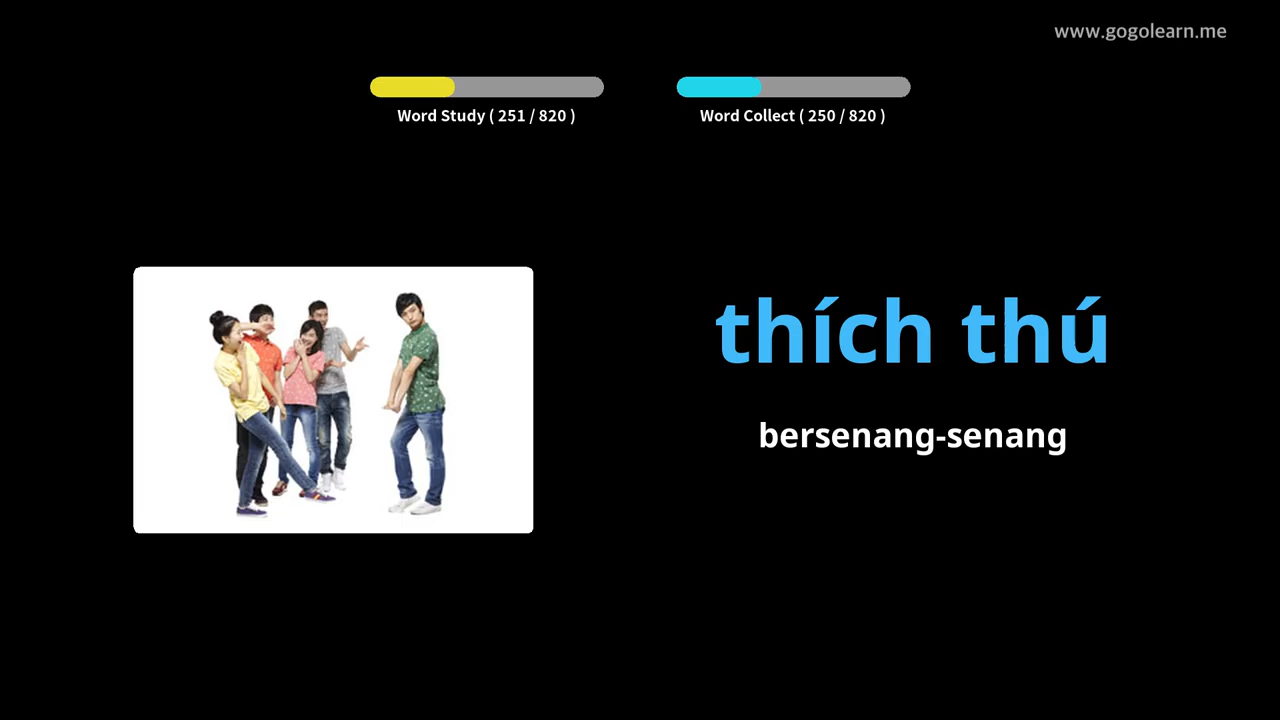 www.gogolearn.me
Word Study ( 251 / 820 )
Word Collect ( 250 / 820 )
thích thú
bersenang-senang